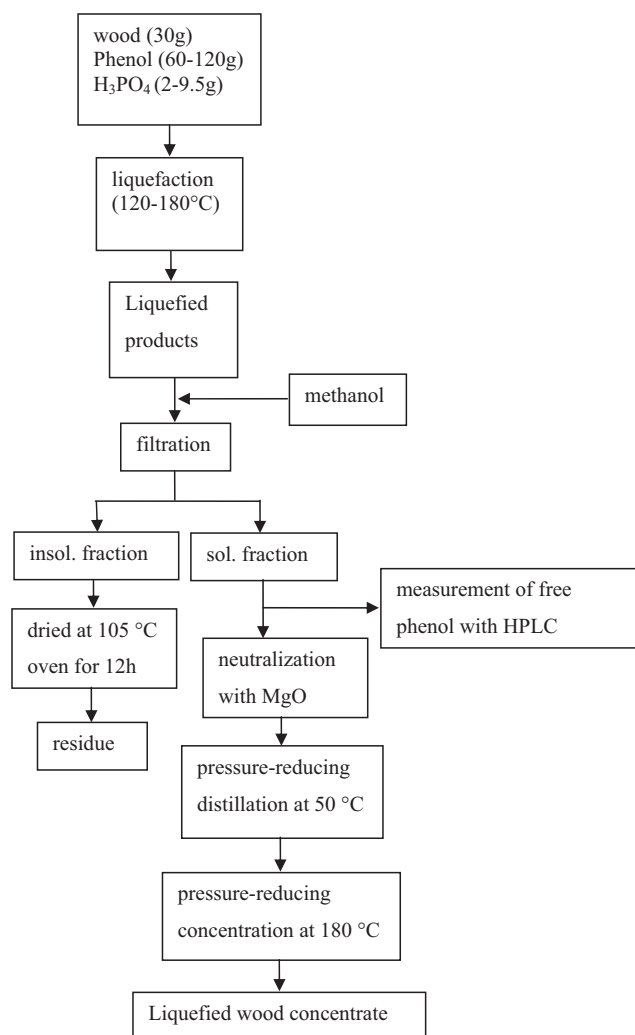 wood (30g)
Phenol (60-120g)
H₃PO₄ (2-9.5g)
liquefaction
(120-180°C)
Liquefied
products
methanol
filtration
insol. fraction
sol. fraction
measurement of free
phenol with HPLC
dried at 105 °C
oven for 12h
neutralization
with MgO
residue
pressure-reducing
distillation at 50 °C
pressure-reducing
concentration at 180 °C
Liquefied wood concentrate